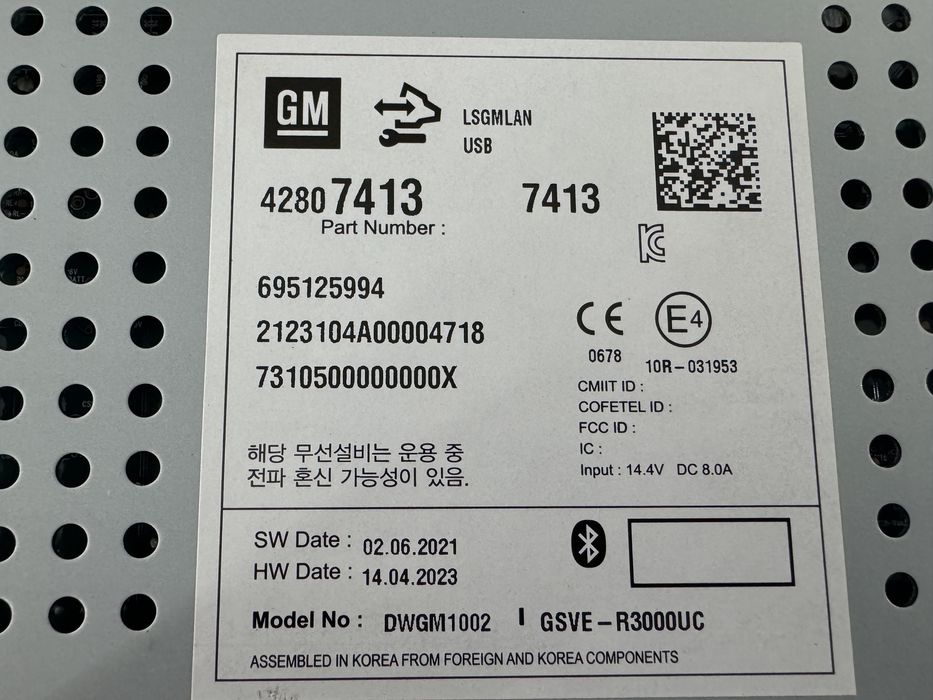 GM
LSGMLAN
USB
42807413 7413
Part Number :
695125994
2123104A00004718
7310500000000X
CE E4
0678 10R-031953
CMIIT ID :
COFETEL ID :
FCC ID :
IC :
Input : 14.4V DC 8.0A
해당 무선설비는 운용 중
전파 혼신 가능성이 있음.
SW Date : 02.06.2021
HW Date : 14.04.2023
Model No : DWGM1002 I GSVE-R3000UC
ASSEMBLED IN KOREA FROM FOREIGN AND KOREA COMPONENTS